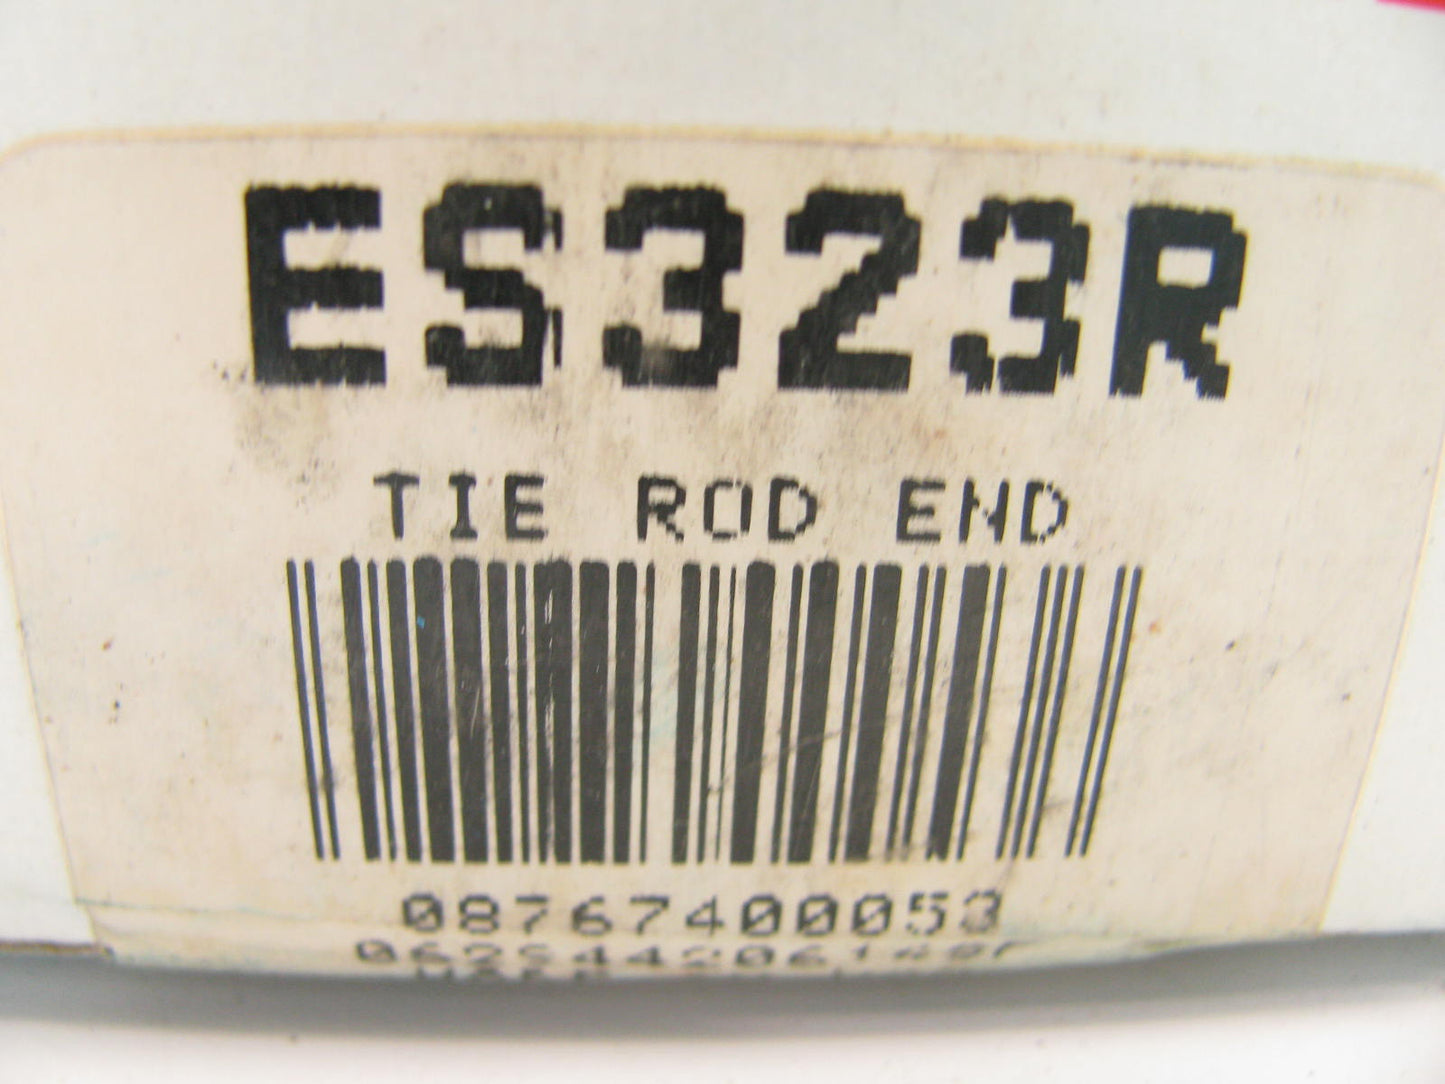 ES323R
TIE ROD END
08767400053